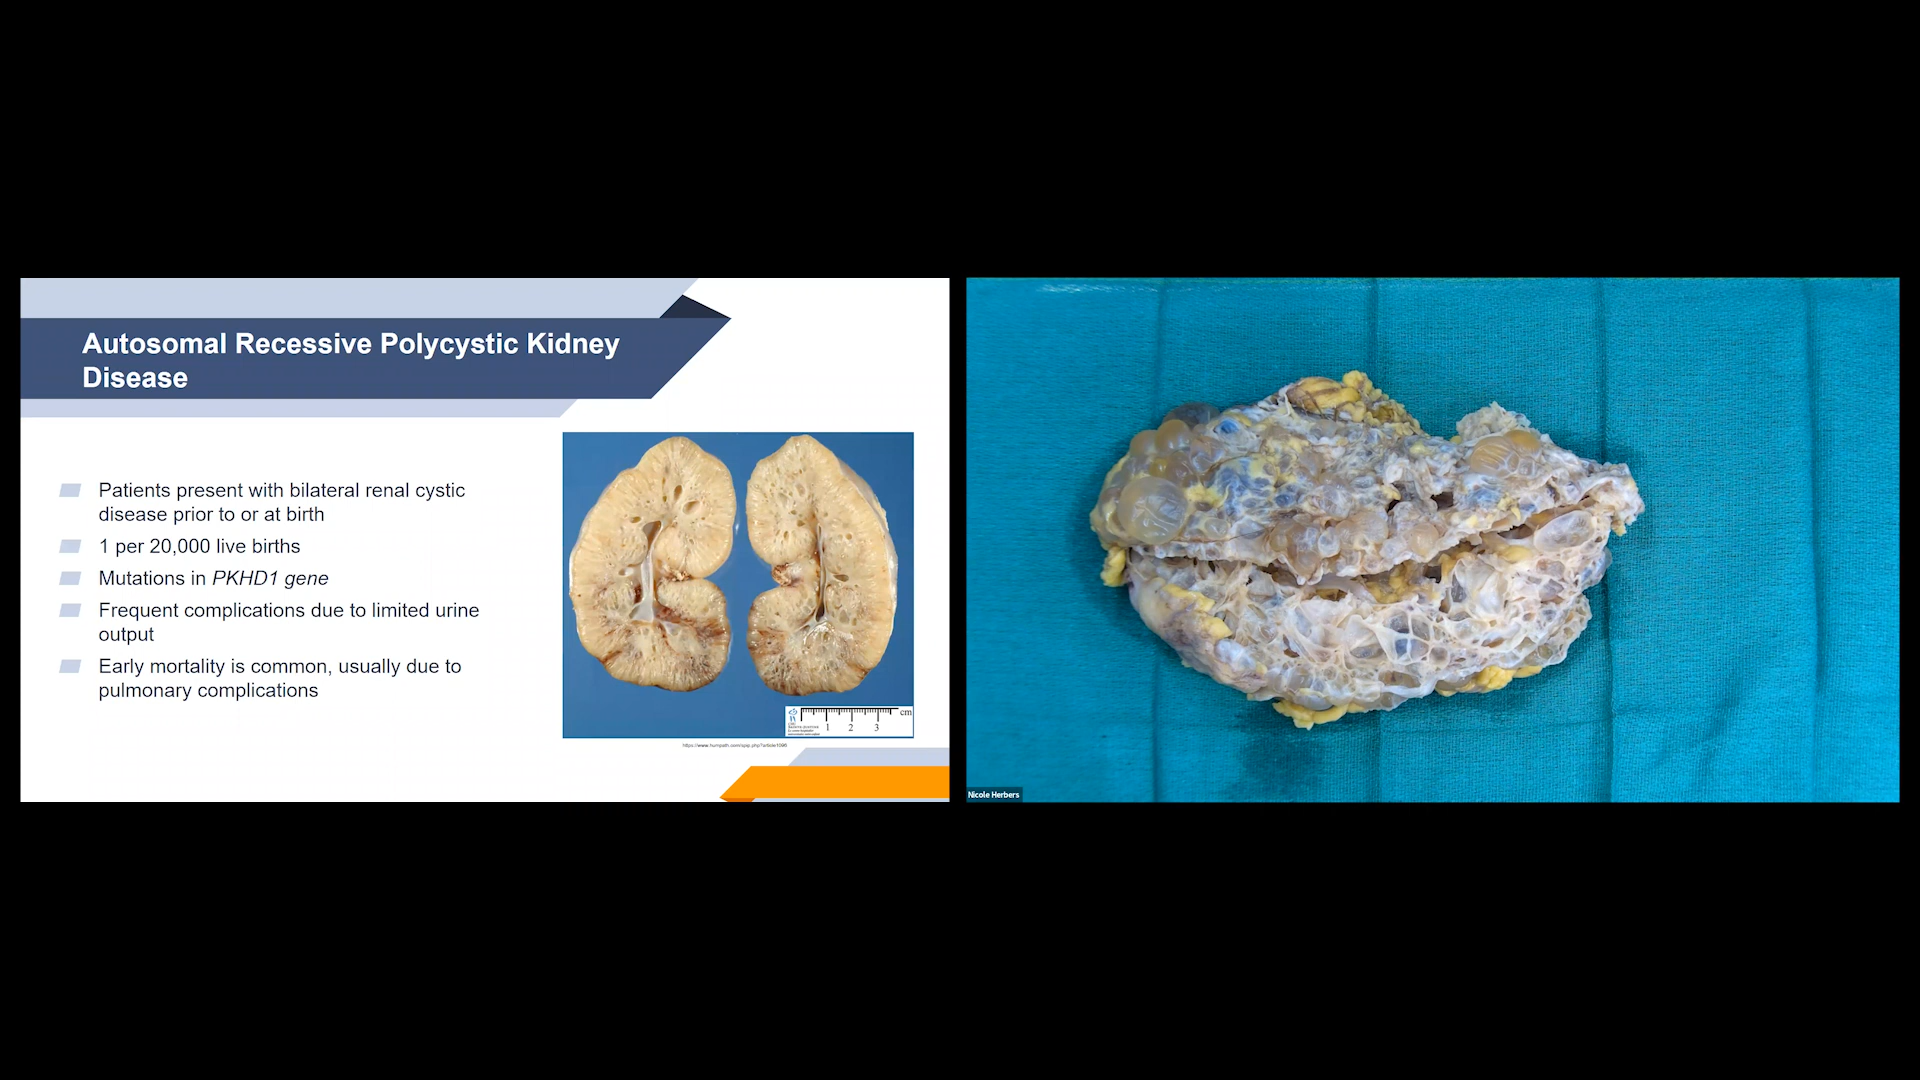 Autosomal Recessive Polycystic Kidney
Disease
Patients present with bilateral renal cystic
disease prior to or at birth
1 per 20,000 live births
Mutations in PKHD1 gene
Frequent complications due to limited urine
output
Early mortality is common, usually due to
pulmonary complications
cm
1 2 3
Nicole Herbers